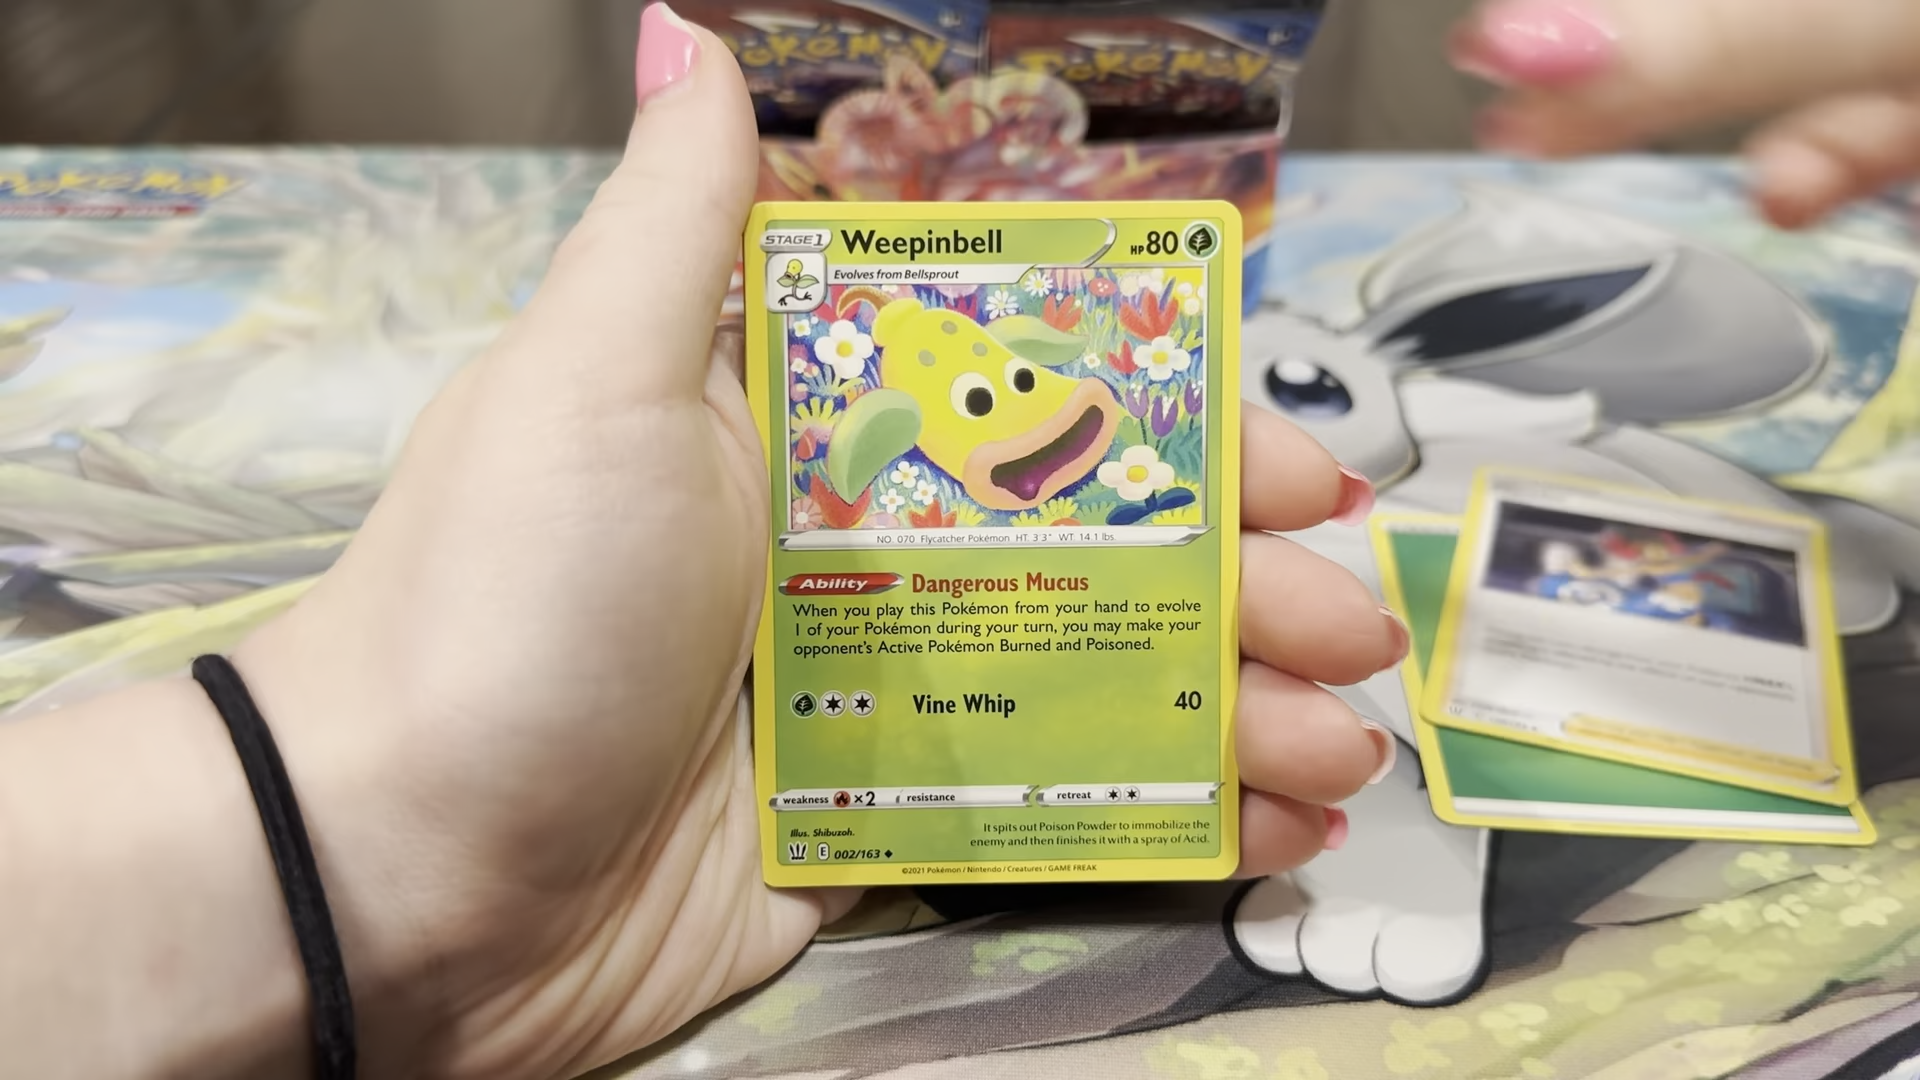 Pokémon
Pokémon
Pokémon
STAGE 1
Weepinbell
HP 80
Evolves from Bellsprout
NO. 070 Flycatcher Pokémon HT. 3'3" WT. 14.1 lbs.
Ability Dangerous Mucus
When you play this Pokémon from your hand to evolve
1 of your Pokémon during your turn, you may make your
opponent's Active Pokémon Burned and Poisoned.
Vine Whip 40
weakness ×2 resistance retreat
Illus. Shibuzoh.
It spits out Poison Powder to immobilize the
enemy and then finishes it with a spray of Acid.
E 002/163
©2021 Pokémon / Nintendo / Creatures / GAME FREAK